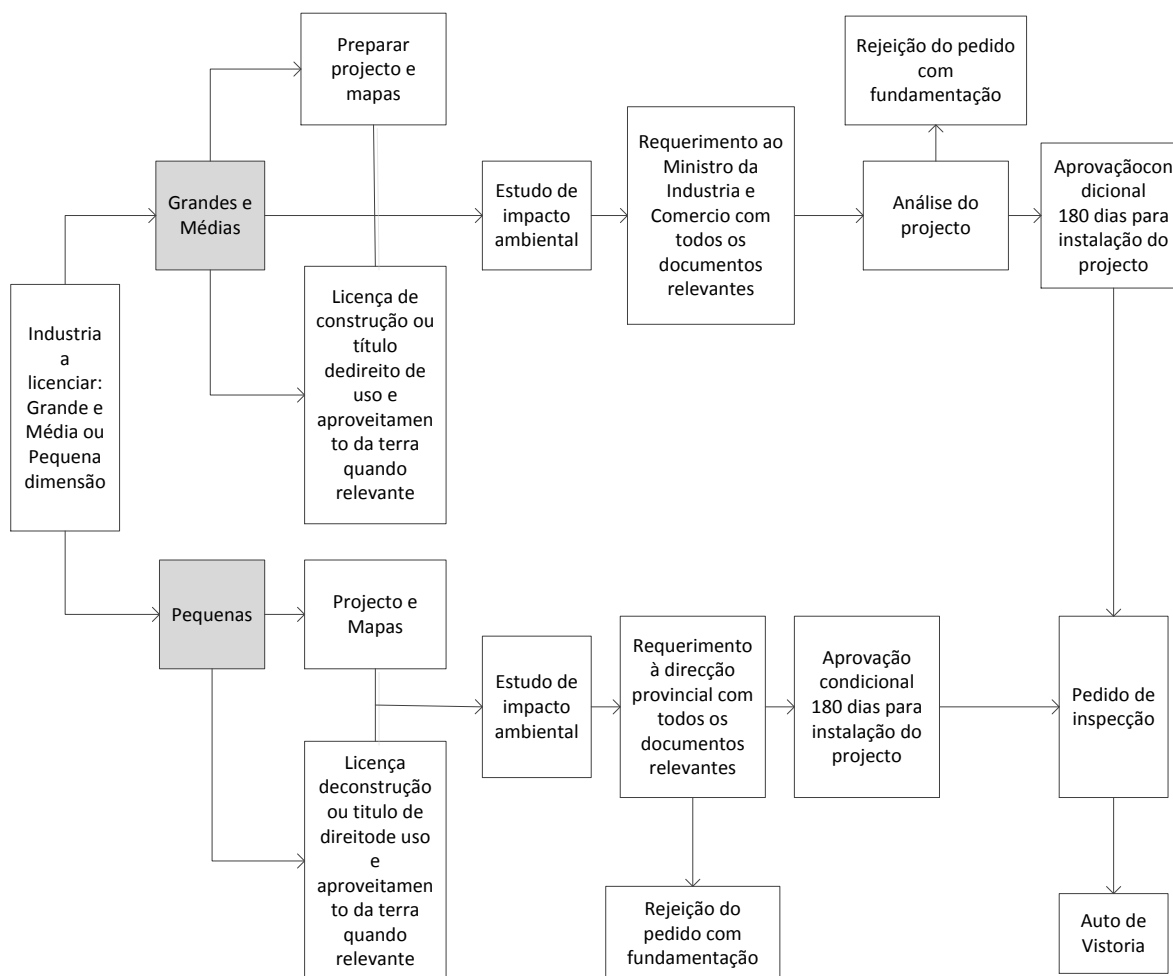 Preparar
projecto e
mapas
Rejeição do pedido
com
fundamentação
Grandes e
Médias
Estudo de
impacto
ambiental
Requerimento ao
Ministro da
Industria e
Comercio com
todos os
documentos
relevantes
Análise do
projecto
Aprovaçãocon
dicional
180 dias para
instalação do
projecto
Industria
a
licenciar:
Grande e
Média ou
Pequena
dimensão
Licença de
construção ou
título
dedireito de
uso e
aproveitamen
to da terra
quando
relevante
Pequenas
Projecto e
Mapas
Estudo de
impacto
ambiental
Requerimento
à direcção
provincial com
todos os
documentos
relevantes
Aprovação
condicional
180 dias para
instalação do
projecto
Pedido de
inspecção
Licença
deconstrução
ou titulo de
direitode uso
e
aproveitamen
to da terra
quando
relevante
Rejeição do
pedido com
fundamentação
Auto de
Vistoria